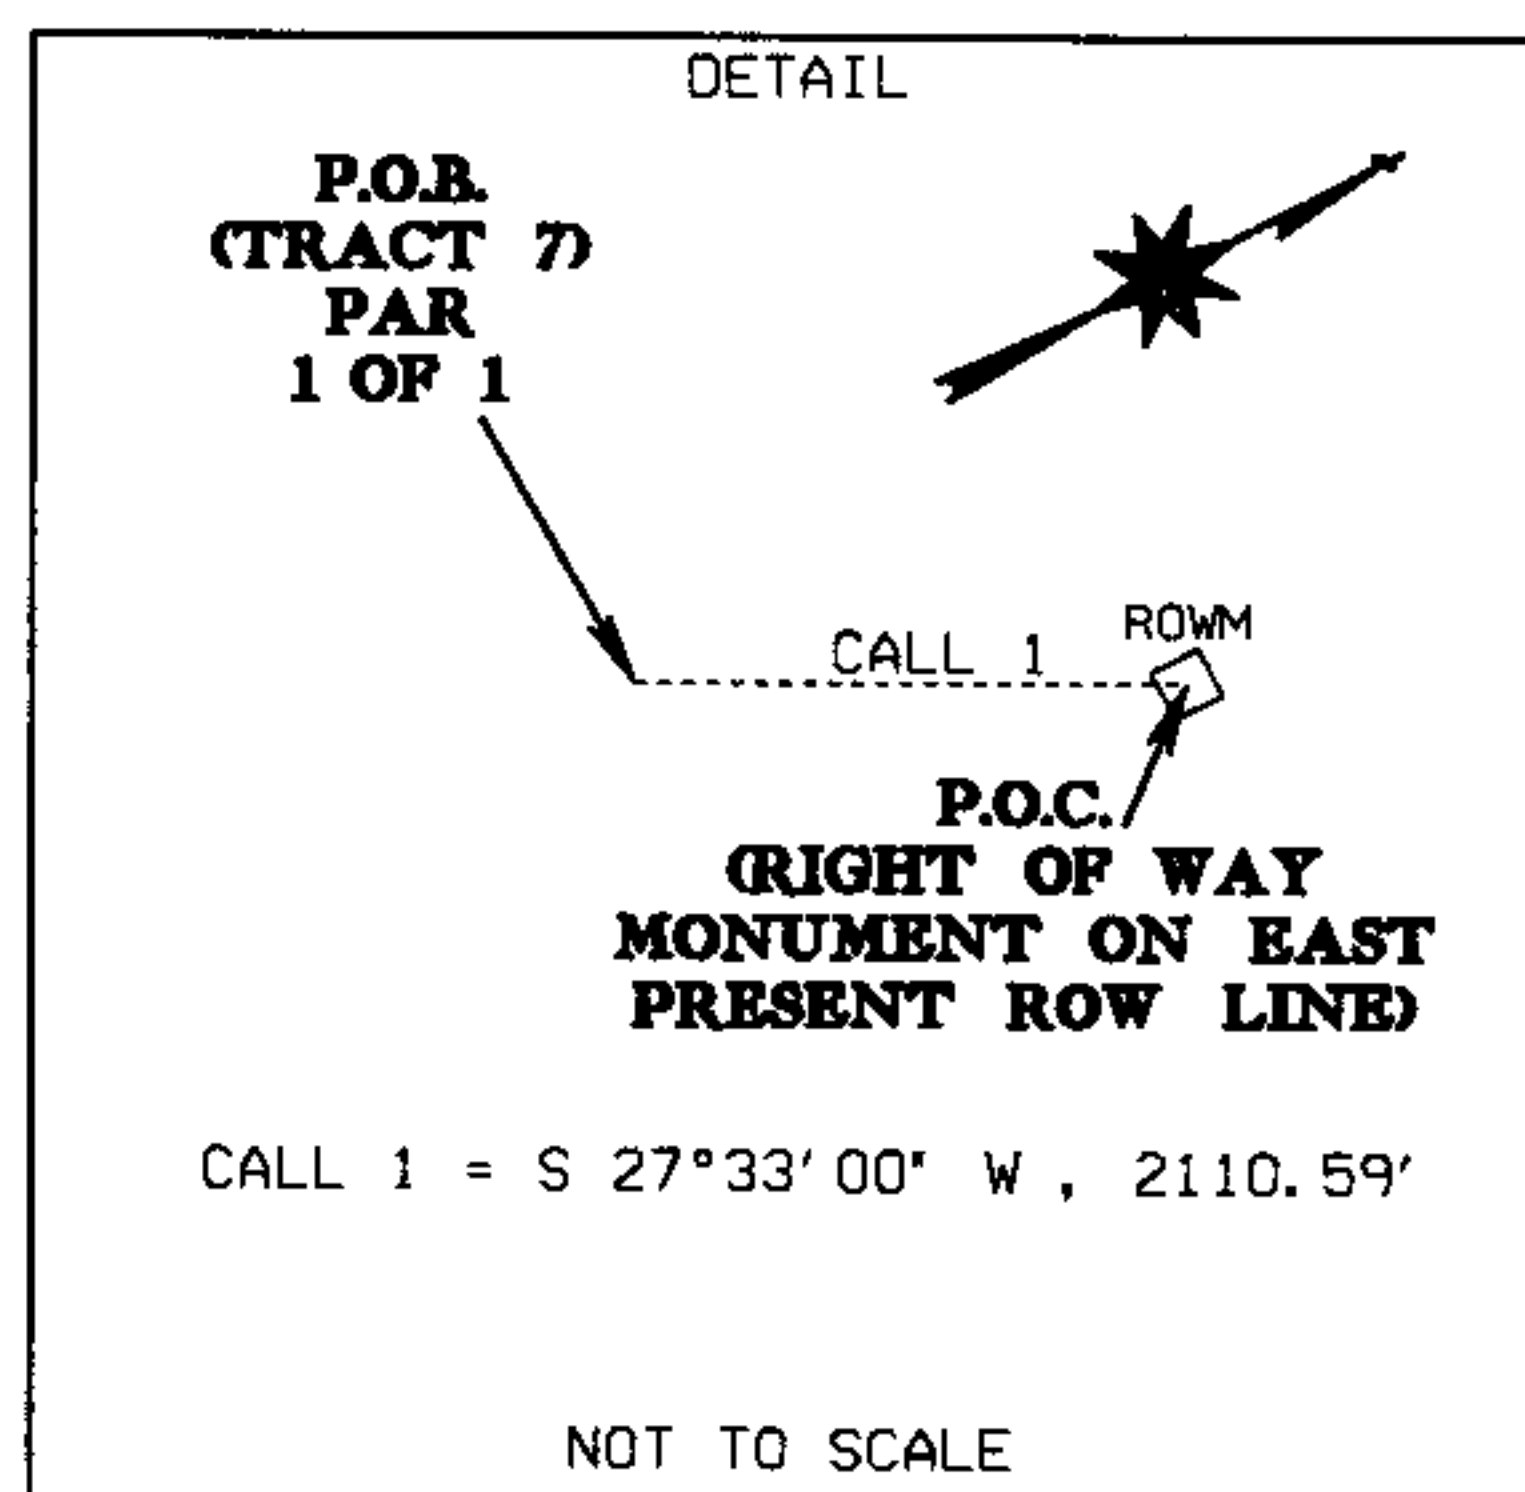 DETAIL
P.O.B.
(TRACT 7)
PAR
1 OF 1
CALL 1
ROWM
P.O.C.
(RIGHT OF WAY
MONUMENT ON EAST
PRESENT ROW LINE)
CALL 1 = S 27°33'00" W, 2110.59'
NOT TO SCALE